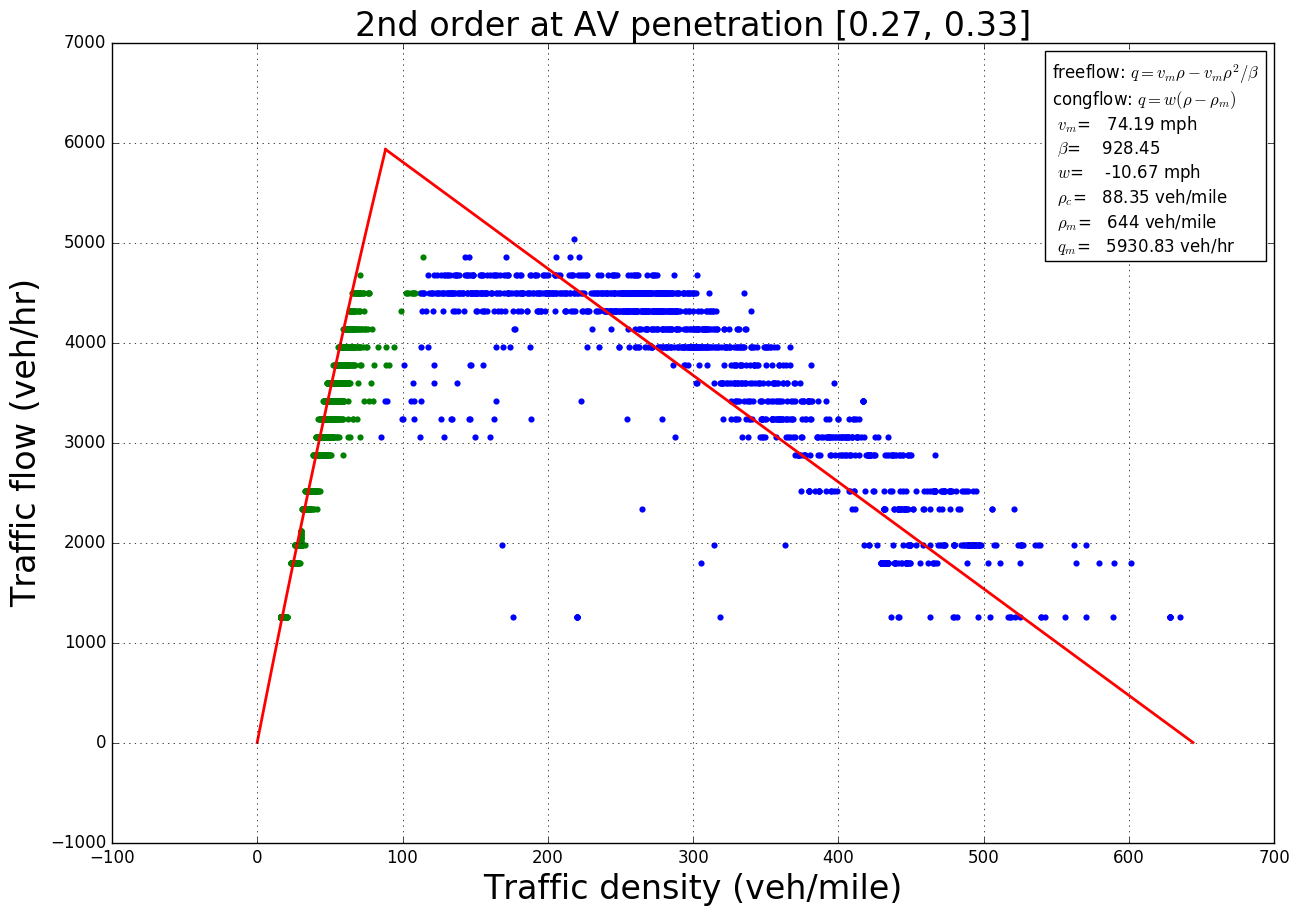 2nd order at AV penetration [0.27, 0.33]
7000
6000
5000
4000
3000
2000
1000
0
−1000
Traffic flow (veh/hr)
freeflow: q = v_m ρ − v_m ρ²/β
congflow: q = w(ρ − ρ_m)
v_m= 74.19 mph
β= 928.45
w= -10.67 mph
ρ_c= 88.35 veh/mile
ρ_m= 644 veh/mile
q_m= 5930.83 veh/hr
−100 0 100 200 300 400 500 600 700
Traffic density (veh/mile)